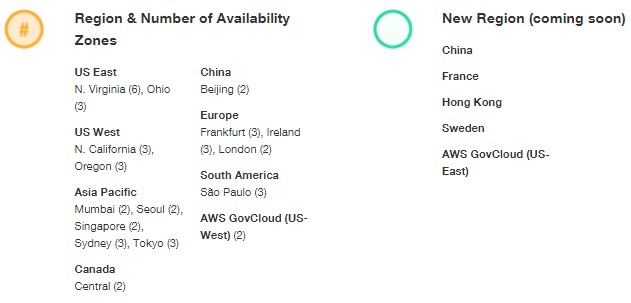 #
Region & Number of Availability
Zones
US East
N. Virginia (6), Ohio
(3)
US West
N. California (3),
Oregon (3)
Asia Pacific
Mumbai (2), Seoul (2),
Singapore (2),
Sydney (3), Tokyo (3)
Canada
Central (2)
China
Beijing (2)
Europe
Frankfurt (3), Ireland
(3), London (2)
South America
São Paulo (3)
AWS GovCloud (US-
West) (2)
New Region (coming soon)
China
France
Hong Kong
Sweden
AWS GovCloud (US-
East)